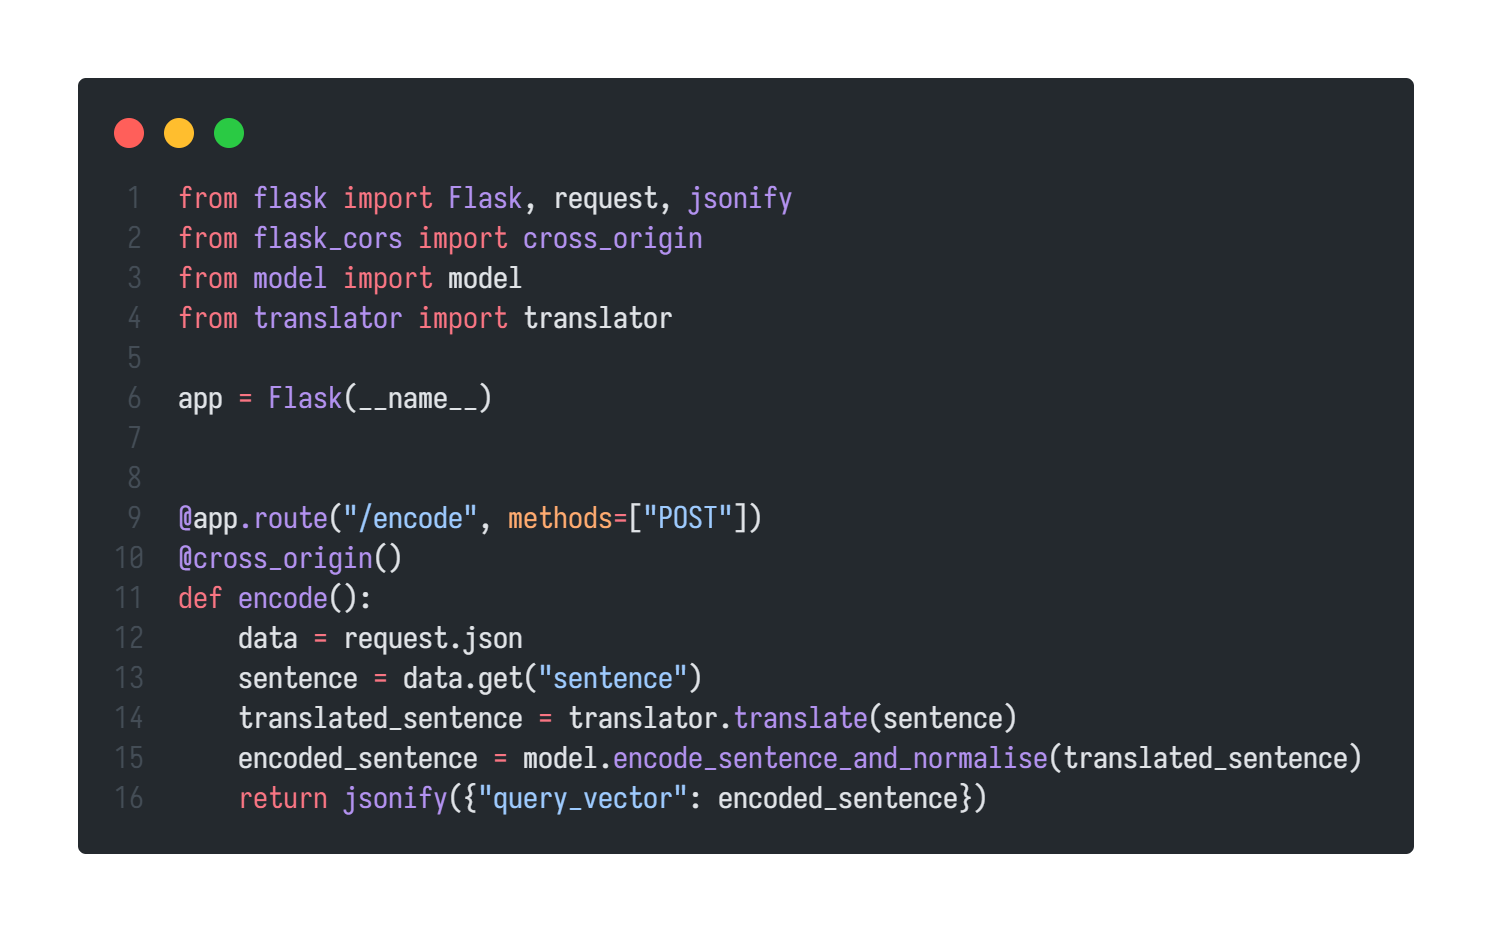 1 from flask import Flask, request, jsonify
2 from flask_cors import cross_origin
3 from model import model
4 from translator import translator
5
6 app = Flask(__name__)
7
8
9 @app.route("/encode", methods=["POST"])
10 @cross_origin()
11 def encode():
12     data = request.json
13     sentence = data.get("sentence")
14     translated_sentence = translator.translate(sentence)
15     encoded_sentence = model.encode_sentence_and_normalise(translated_sentence)
16     return jsonify({"query_vector": encoded_sentence})